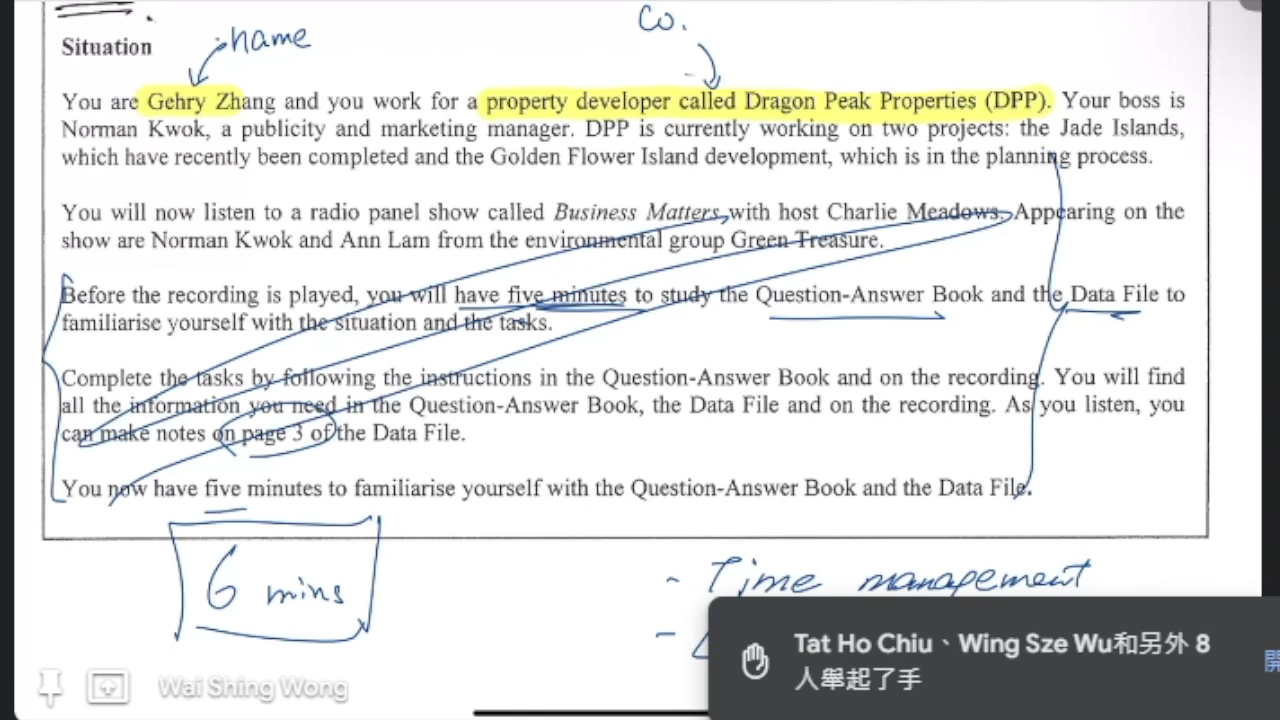 name
Co.
Situation
You are Gehry Zhang and you work for a property developer called Dragon Peak Properties (DPP). Your boss is
Norman Kwok, a publicity and marketing manager. DPP is currently working on two projects: the Jade Islands,
which have recently been completed and the Golden Flower Island development, which is in the planning process.
You will now listen to a radio panel show called Business Matters, with host Charlie Meadows. Appearing on the
show are Norman Kwok and Ann Lam from the environmental group Green Treasure.
Before the recording is played, you will have five minutes to study the Question-Answer Book and the Data File to
familiarise yourself with the situation and the tasks.
Complete the tasks by following the instructions in the Question-Answer Book and on the recording. You will find
all the information you need in the Question-Answer Book, the Data File and on the recording. As you listen, you
can make notes on page 3 of the Data File.
You now have five minutes to familiarise yourself with the Question-Answer Book and the Data File.
6 mins
- Time management
Tat Ho Chiu、Wing Sze Wu和另外 8
人舉起了手
開
Wai Shing Wong